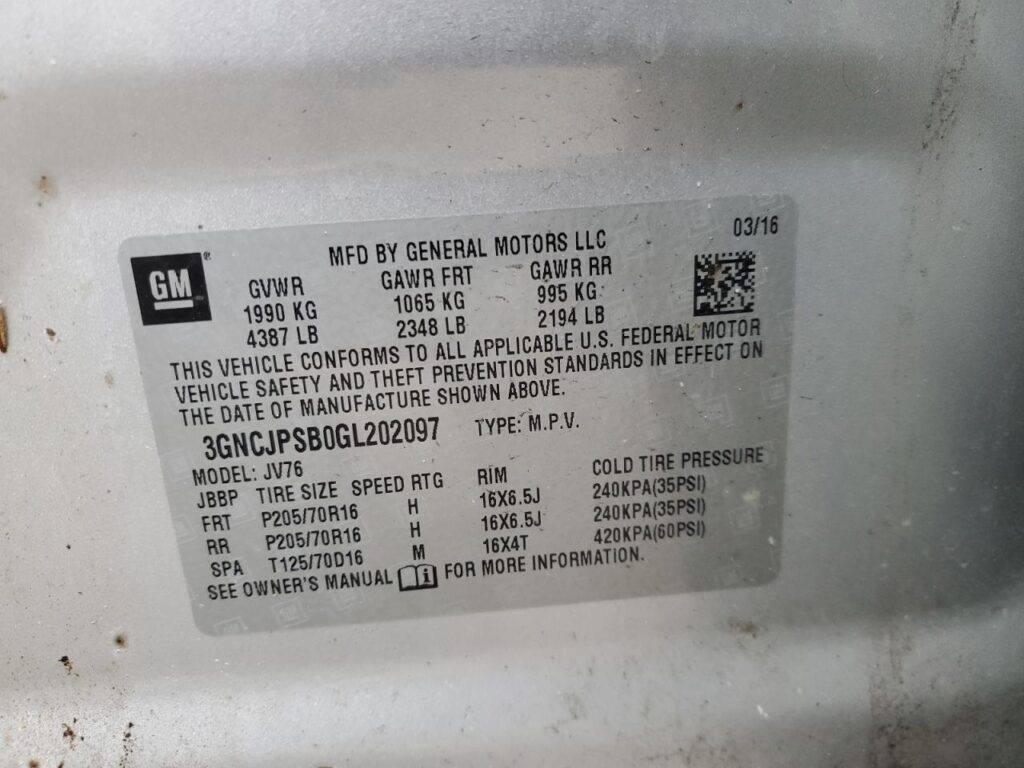 MFD BY GENERAL MOTORS LLC 03/16
GM®
GVWR GAWR FRT GAWR RR
1990 KG 1065 KG 995 KG
4387 LB 2348 LB 2194 LB
THIS VEHICLE CONFORMS TO ALL APPLICABLE U.S. FEDERAL MOTOR
VEHICLE SAFETY AND THEFT PREVENTION STANDARDS IN EFFECT ON
THE DATE OF MANUFACTURE SHOWN ABOVE.
3GNCJPSB0GL202097 TYPE: M.P.V.
MODEL: JV76
JBBP TIRE SIZE SPEED RTG RIM COLD TIRE PRESSURE
FRT P205/70R16 H 16X6.5J 240KPA(35PSI)
RR P205/70R16 H 16X6.5J 240KPA(35PSI)
SPA T125/70D16 M 16X4T 420KPA(60PSI)
SEE OWNER'S MANUAL i FOR MORE INFORMATION.